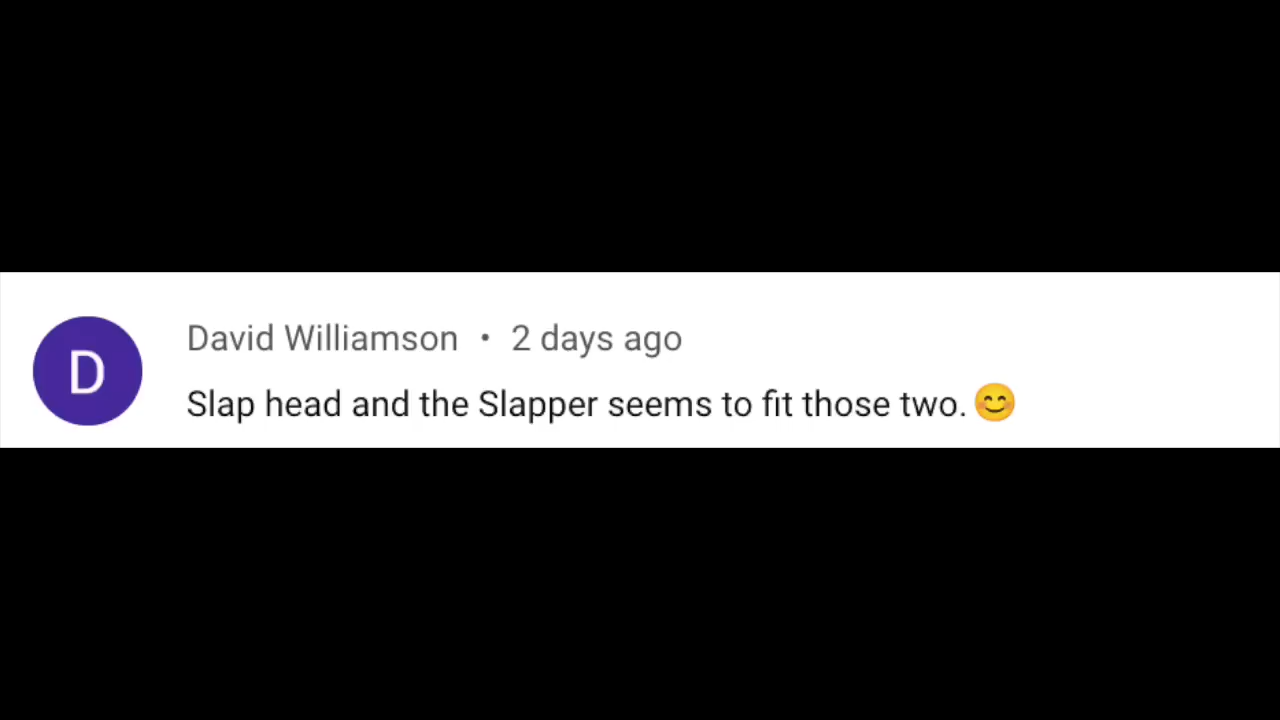 D
David Williamson • 2 days ago
Slap head and the Slapper seems to fit those two.😊